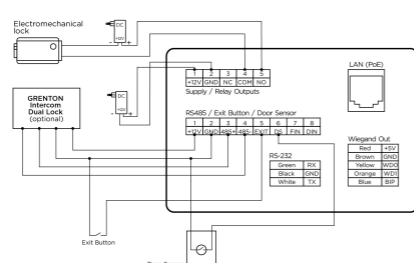 Electromechanical
lock
DC
+12V
- +
DC
+12V
- +
GRENTON
Intercom
Dual Lock
(optional)
1 2 3 4 5
+12V GND NC COM NO
Supply / Relay Outputs
LAN (PoE)
RS485 / Exit Button / Door Sensor
1 2 3 4 5 6 7 8
+12V GND 485+ 485- EXIT DS FIN DIN
RS-232
Green RX
Black GND
White TX
Wiegand Out
Red +5V
Brown GND
Yellow WD0
Orange WD1
Blue BIP
Exit Button
Door Sensor